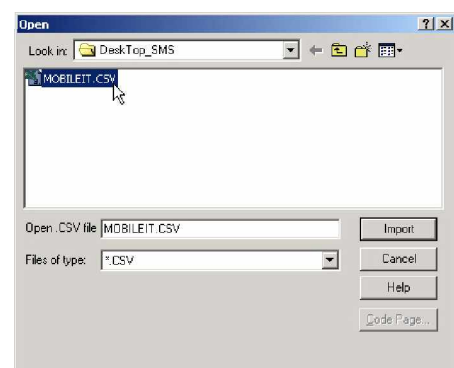 Open
Look in: DeskTop_SMS
MOBILEIT.CSV
Open .CSV file MOBILEIT.CSV Import
Files of type: *.CSV Cancel
Help
Code Page...